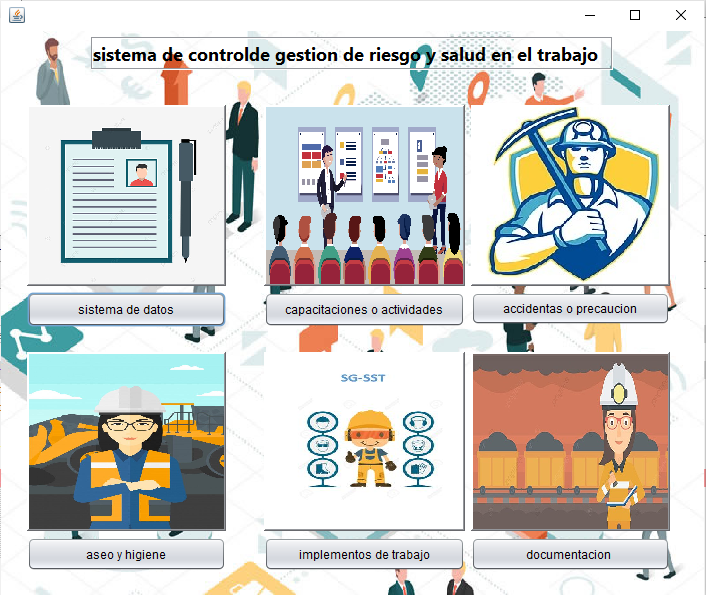 sistema de controlde gestion de riesgo y salud en el trabajo
sistema de datos
capacitaciones o actividades
accidentas o precaucion
SG-SST
aseo y higiene
implementos de trabajo
documentacion